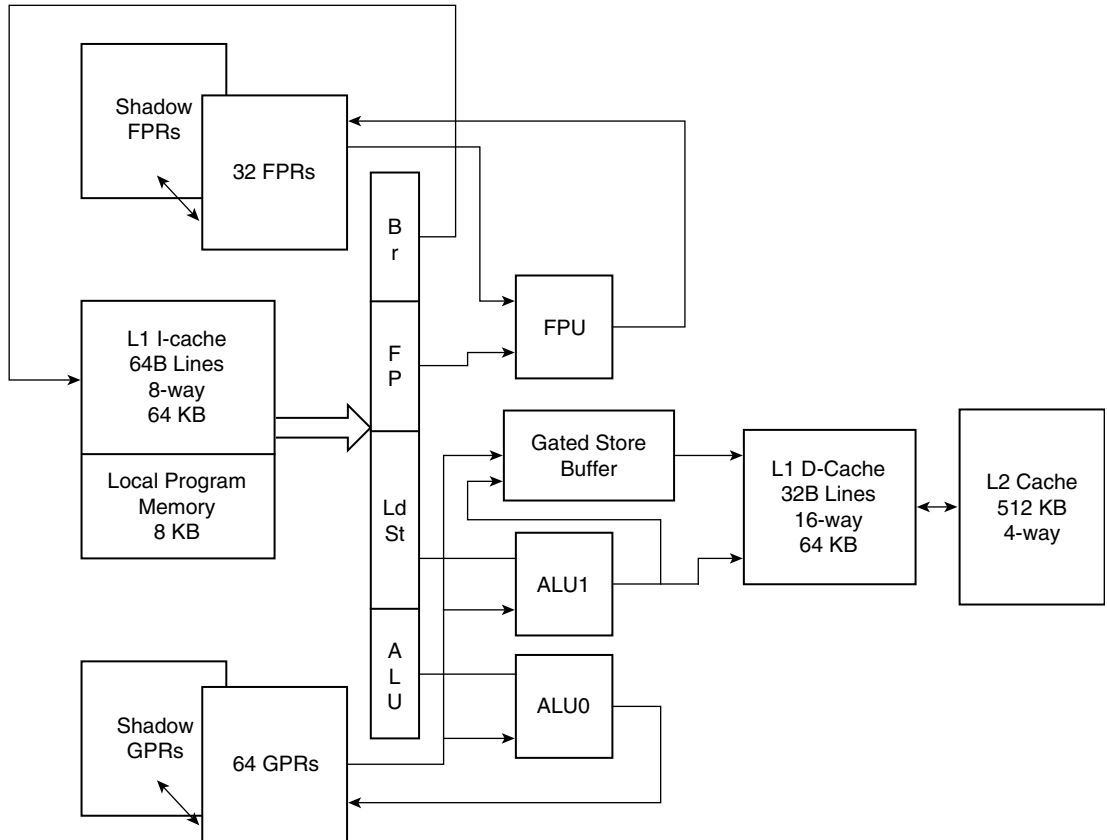 Shadow
FPRs
32 FPRs
B
r
L1 I-cache
64B Lines
8-way
64 KB
Local Program
Memory
8 KB
F
P
FPU
Ld
St
Gated Store
Buffer
L1 D-Cache
32B Lines
16-way
64 KB
L2 Cache
512 KB
4-way
ALU1
A
L
U
ALU0
Shadow
GPRs
64 GPRs